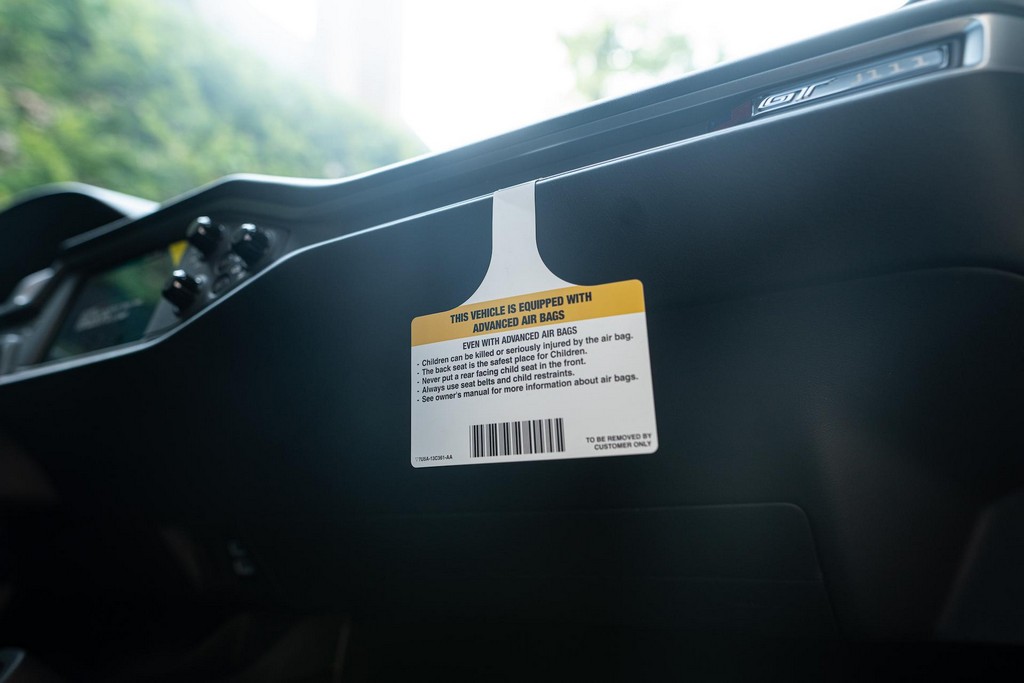 GT J111
THIS VEHICLE IS EQUIPPED WITH
ADVANCED AIR BAGS
EVEN WITH ADVANCED AIR BAGS
- Children can be killed or seriously injured by the air bag.
- The back seat is the safest place for Children.
- Never put a rear facing child seat in the front.
- Always use seat belts and child restraints.
- See owner's manual for more information about air bags.
TO BE REMOVED BY
CUSTOMER ONLY